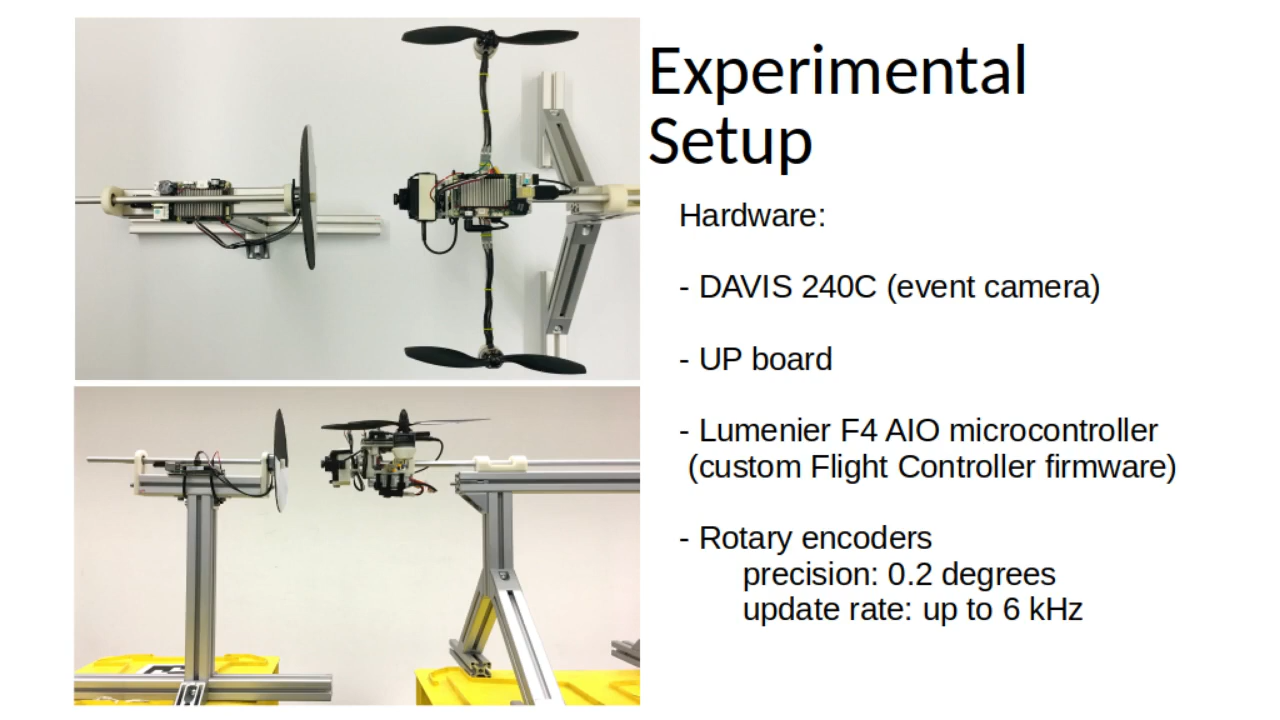 Experimental
Setup
Hardware:
- DAVIS 240C (event camera)
- UP board
- Lumenier F4 AIO microcontroller
(custom Flight Controller firmware)
- Rotary encoders
precision: 0.2 degrees
update rate: up to 6 kHz